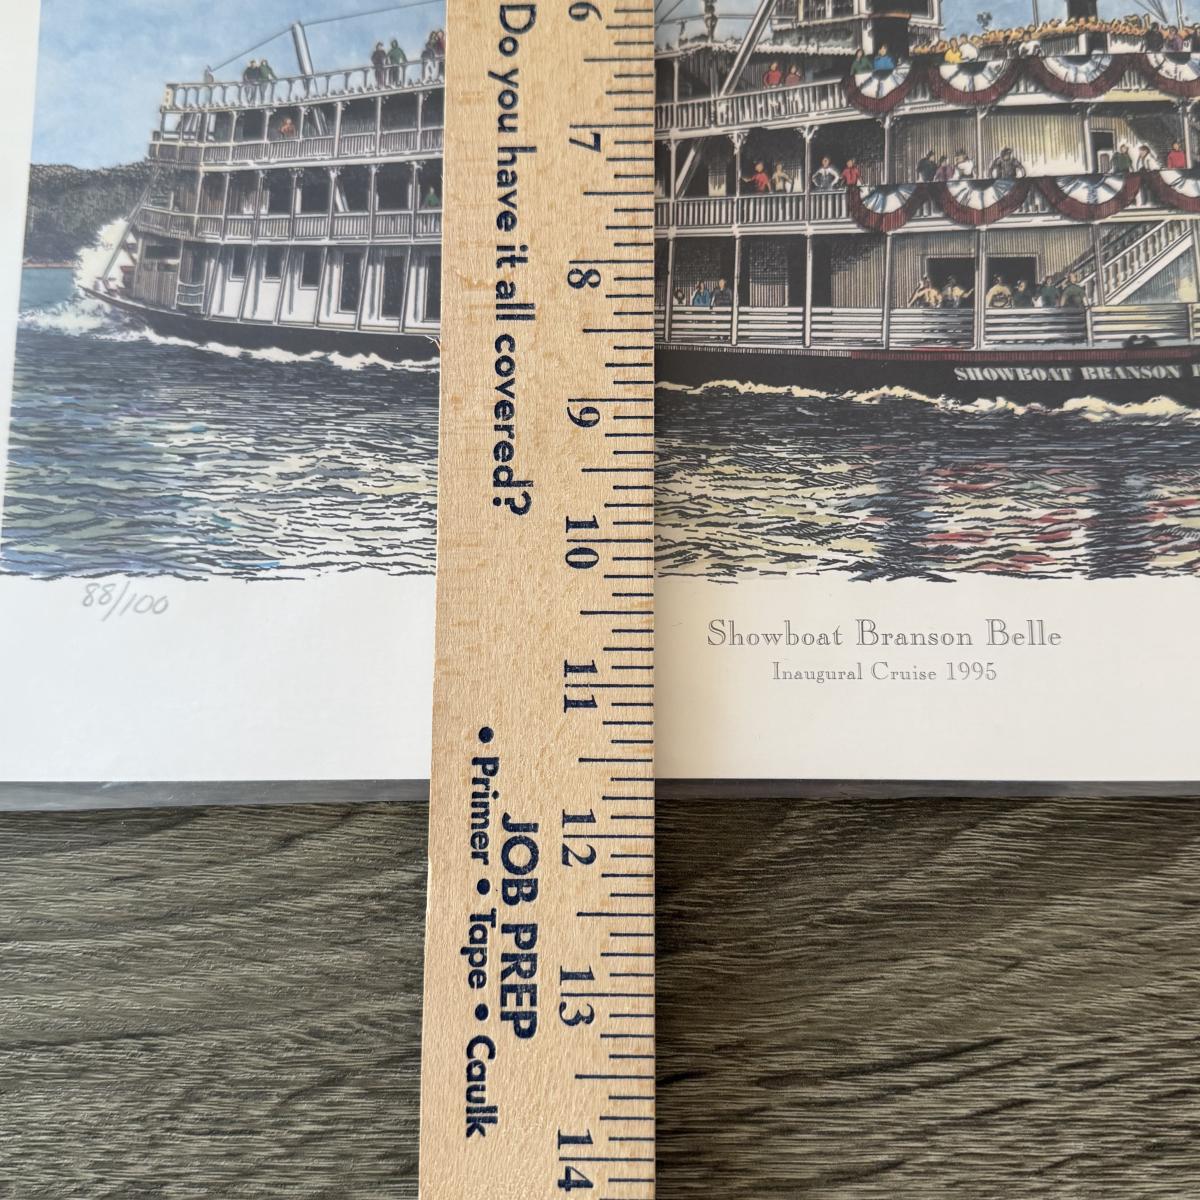 6
7
8
9
10
11
12
13
14
Do you have it all covered?
JOB PREP
• Primer • Tape • Caulk
SHOWBOAT BRANSON
88/100
Showboat Branson Belle
Inaugural Cruise 1995